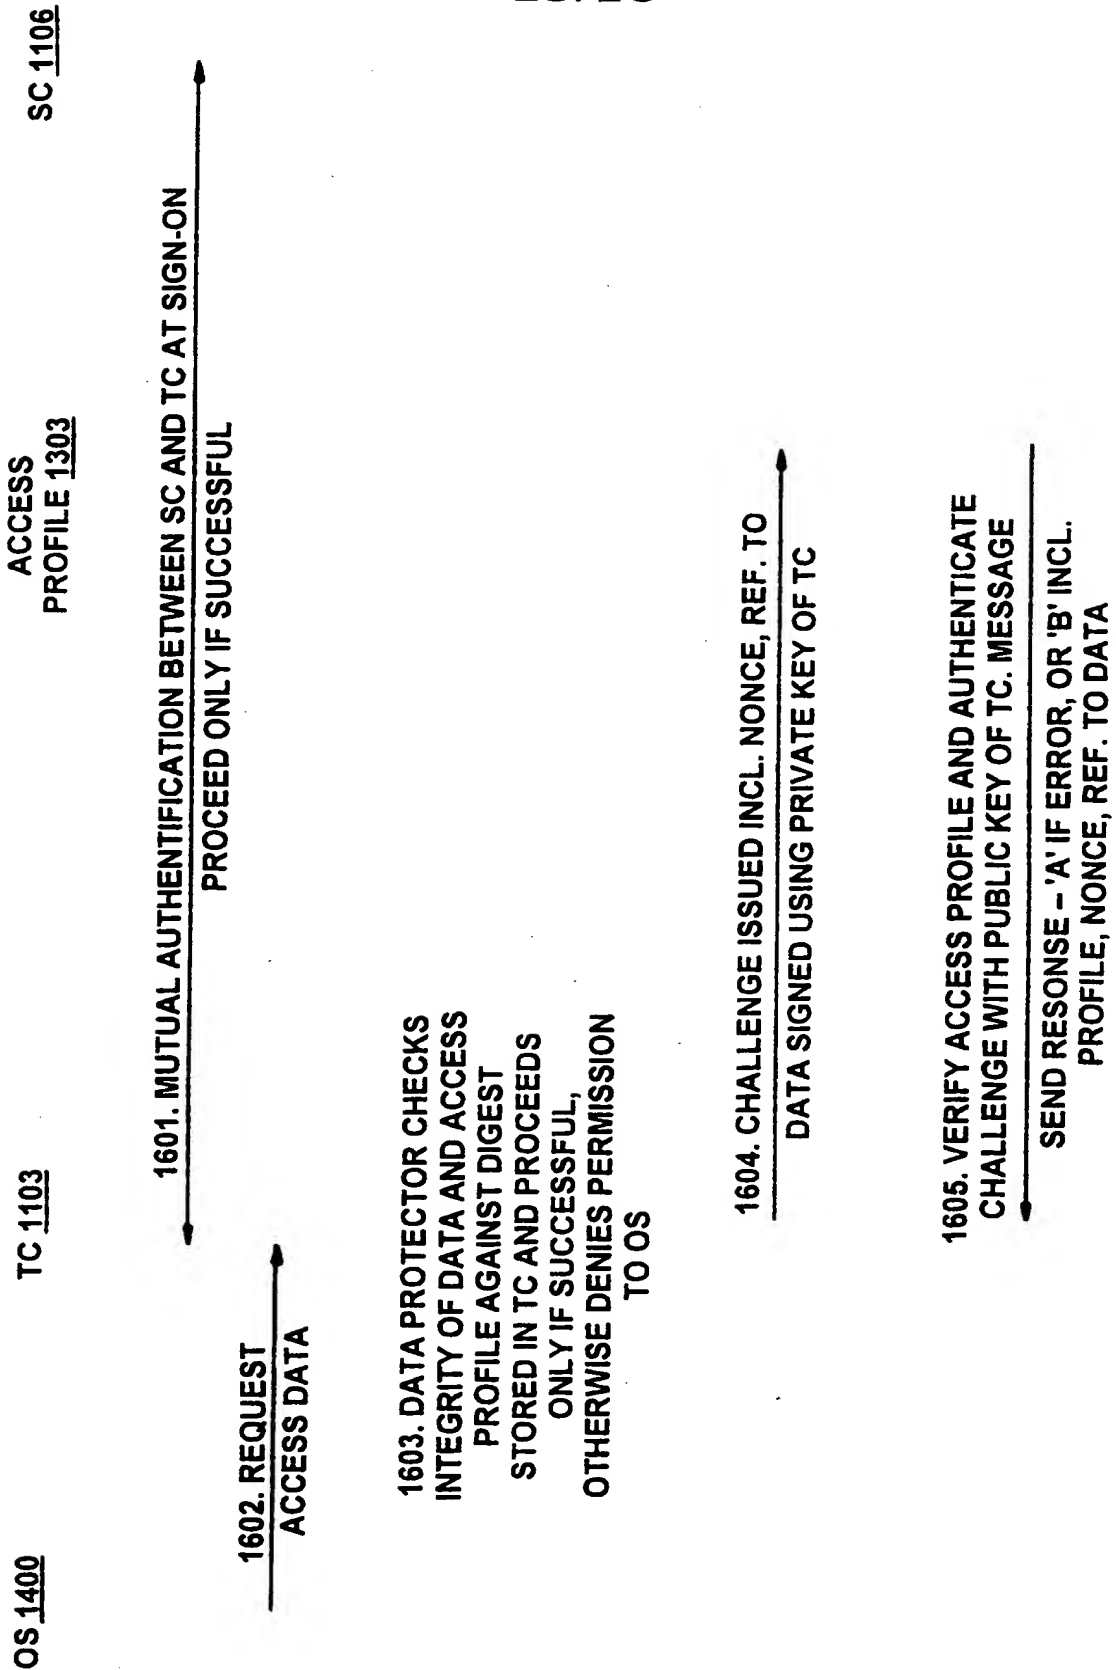 OS 1400
TC 1103
ACCESS
PROFILE 1303
SC 1106
1601. MUTUAL AUTHENTIFICATION BETWEEN SC AND TC AT SIGN-ON
PROCEED ONLY IF SUCCESSFUL
1602. REQUEST
ACCESS DATA
1603. DATA PROTECTOR CHECKS
INTEGRITY OF DATA AND ACCESS
PROFILE AGAINST DIGEST
STORED IN TC AND PROCEEDS
ONLY IF SUCCESSFUL,
OTHERWISE DENIES PERMISSION
TO OS
1604. CHALLENGE ISSUED INCL. NONCE, REF. TO
DATA SIGNED USING PRIVATE KEY OF TC
1605. VERIFY ACCESS PROFILE AND AUTHENTICATE
CHALLENGE WITH PUBLIC KEY OF TC. MESSAGE
SEND RESONSE – 'A' IF ERROR, OR 'B' INCL.
PROFILE, NONCE, REF. TO DATA